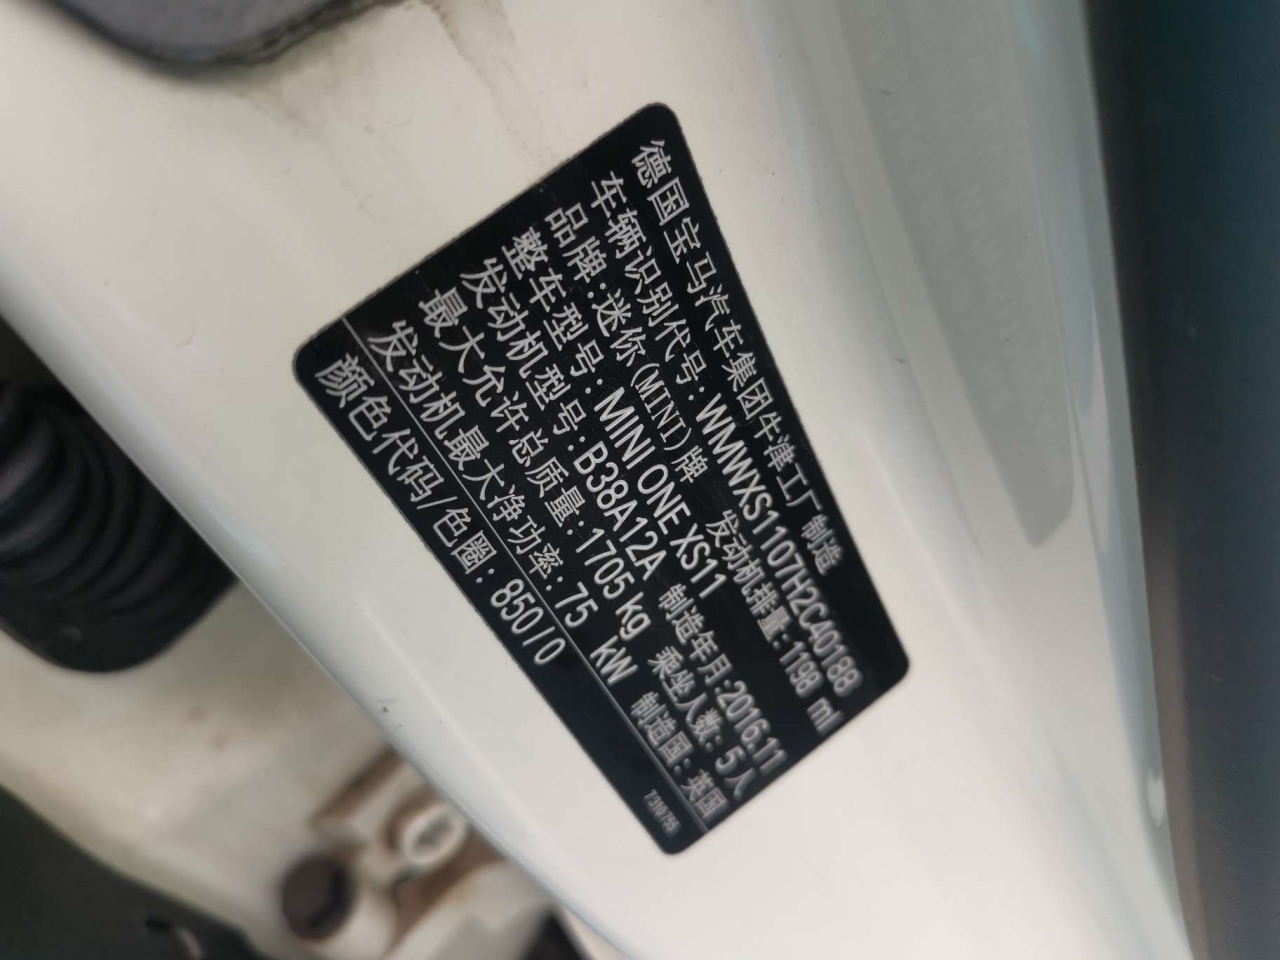 德国宝马汽车集团牛津工厂 制造
车辆识别代号:WMWXS1107H2C40188
品牌:迷你(MINI)牌 发动机排量:1198 ml
整车型号:MINI ONE XS11
发动机型号:B38A12A 制造年月:2016.11
最大允许总质量:1705 kg 乘坐人数:5人
发动机最大净功率:75 kW 制造国:英国
颜色代码/色圈:850/0
7310756